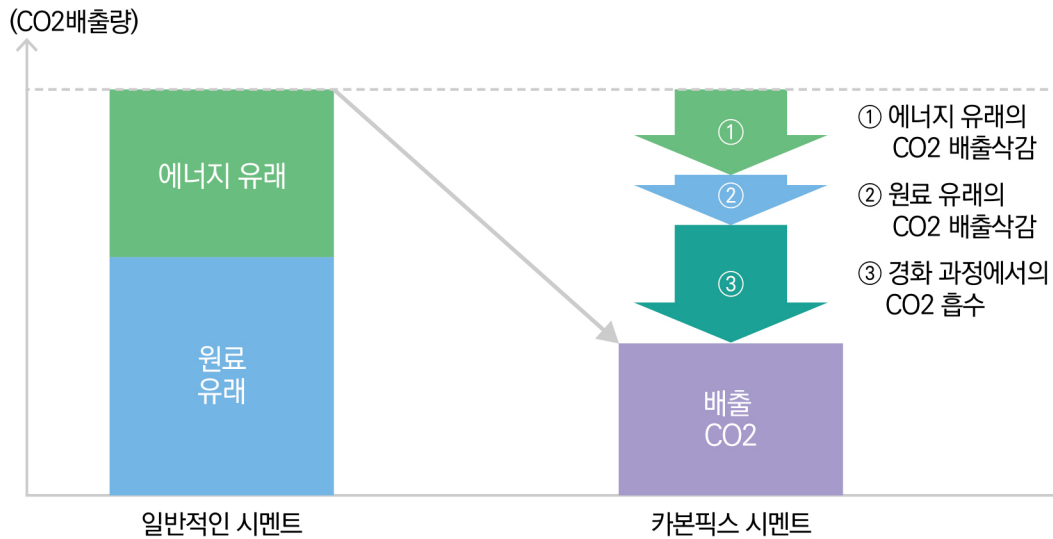 (CO2배출량)
에너지 유래
원료
유래
①
②
③
배출
CO2
① 에너지 유래의
CO2 배출삭감
② 원료 유래의
CO2 배출삭감
③ 경화 과정에서의
CO2 흡수
일반적인 시멘트
카본픽스 시멘트